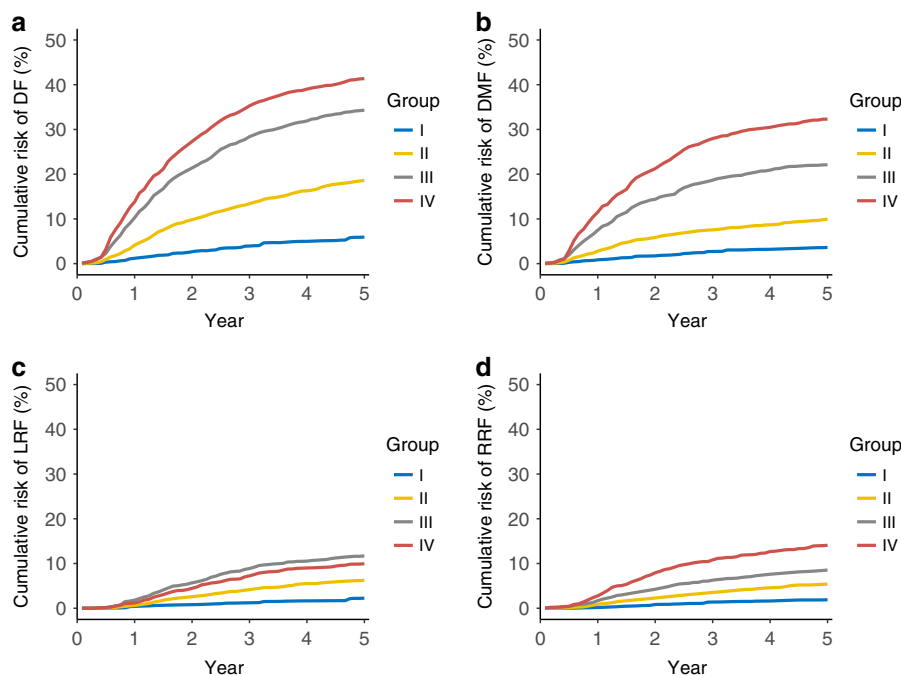 a
Cumulative risk of DF (%)
50
40
30
20
10
0
0 1 2 3 4 5
Year
Group
I
II
III
IV
b
Cumulative risk of DMF (%)
50
40
30
20
10
0
0 1 2 3 4 5
Year
Group
I
II
III
IV
c
Cumulative risk of LRF (%)
50
40
30
20
10
0
0 1 2 3 4 5
Year
Group
I
II
III
IV
d
Cumulative risk of RRF (%)
50
40
30
20
10
0
0 1 2 3 4 5
Year
Group
I
II
III
IV